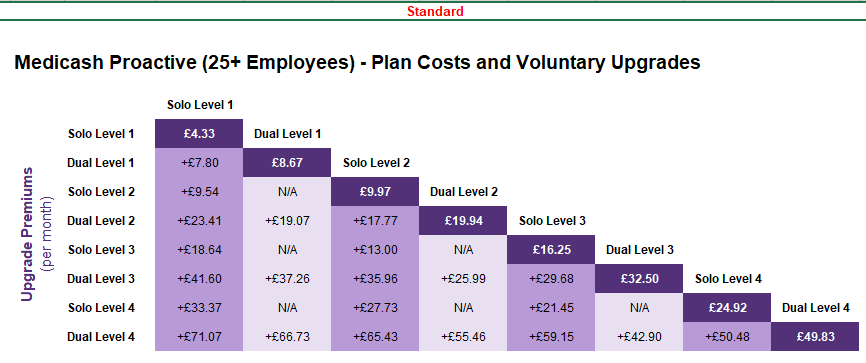 Standard
Medicash Proactive (25+ Employees) - Plan Costs and Voluntary Upgrades
Solo Level 1
Solo Level 1 £4.33 Dual Level 1
Dual Level 1 +£7.80 £8.67 Solo Level 2
Solo Level 2 +£9.54 N/A £9.97 Dual Level 2
Dual Level 2 +£23.41 +£19.07 +£17.77 £19.94 Solo Level 3
Solo Level 3 +£18.64 N/A +£13.00 N/A £16.25 Dual Level 3
Dual Level 3 +£41.60 +£37.26 +£35.96 +£25.99 +£29.68 £32.50 Solo Level 4
Solo Level 4 +£33.37 N/A +£27.73 N/A +£21.45 N/A £24.92 Dual Level 4
Dual Level 4 +£71.07 +£66.73 +£65.43 +£55.46 +£59.15 +£42.90 +£50.48 £49.83
Upgrade Premiums
(per month)